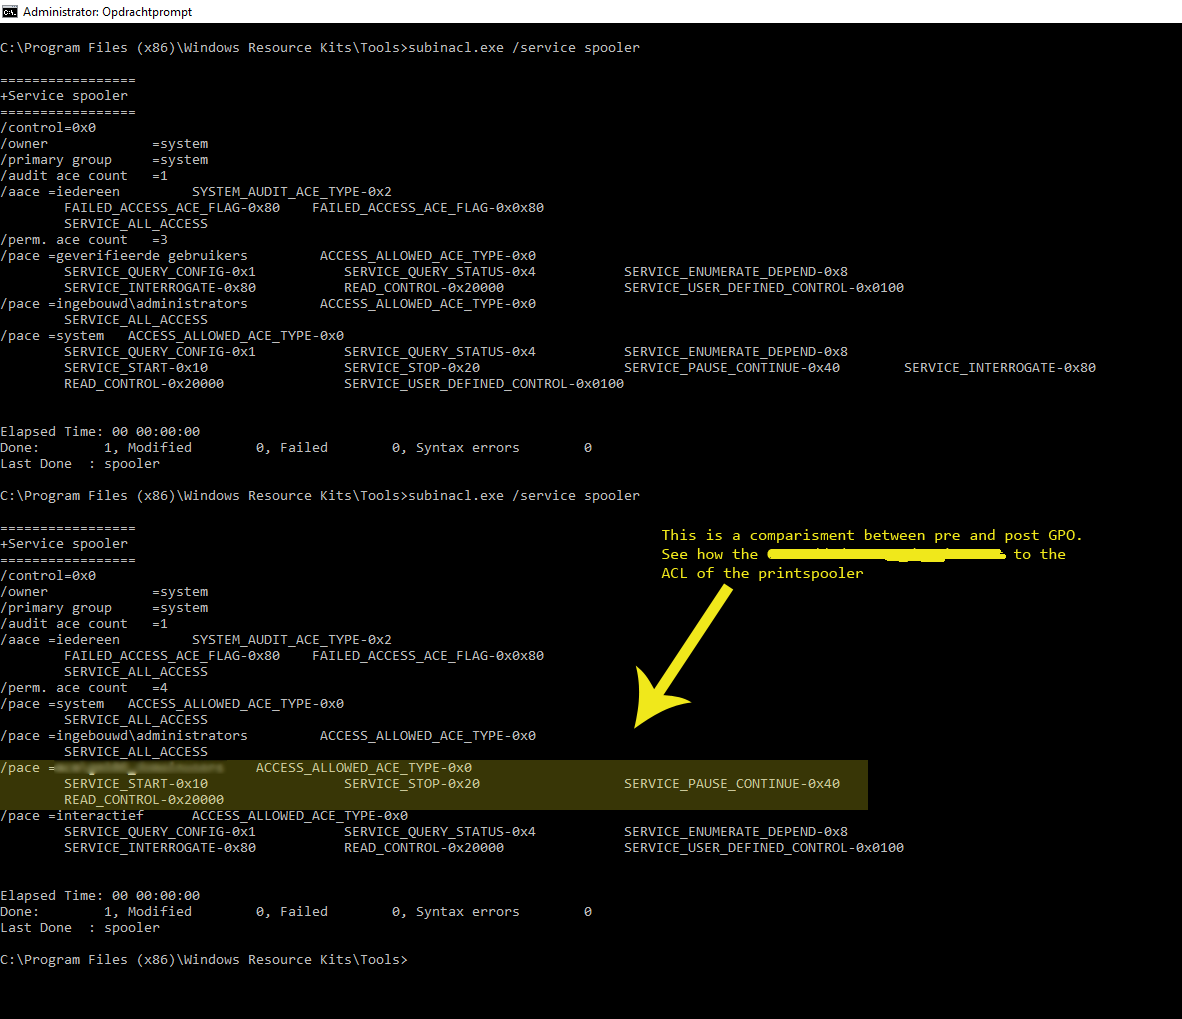 Administrator: Opdrachtprompt
C:\Program Files (x86)\Windows Resource Kits\Tools>subinacl.exe /service spooler
=================
+Service spooler
=================
/control=0x0
/owner =system
/primary group =system
/audit ace count =1
/aace =iedereen SYSTEM_AUDIT_ACE_TYPE-0x2
FAILED_ACCESS_ACE_FLAG-0x80 FAILED_ACCESS_ACE_FLAG-0x0x80
SERVICE_ALL_ACCESS
/perm. ace count =3
/pace =geverifieerde gebruikers ACCESS_ALLOWED_ACE_TYPE-0x0
SERVICE_QUERY_CONFIG-0x1 SERVICE_QUERY_STATUS-0x4 SERVICE_ENUMERATE_DEPEND-0x8
SERVICE_INTERROGATE-0x80 READ_CONTROL-0x20000 SERVICE_USER_DEFINED_CONTROL-0x0100
/pace =ingebouwd\administrators ACCESS_ALLOWED_ACE_TYPE-0x0
SERVICE_ALL_ACCESS
/pace =system ACCESS_ALLOWED_ACE_TYPE-0x0
SERVICE_QUERY_CONFIG-0x1 SERVICE_QUERY_STATUS-0x4 SERVICE_ENUMERATE_DEPEND-0x8
SERVICE_START-0x10 SERVICE_STOP-0x20 SERVICE_PAUSE_CONTINUE-0x40 SERVICE_INTERROGATE-0x80
READ_CONTROL-0x20000 SERVICE_USER_DEFINED_CONTROL-0x0100
Elapsed Time: 00 00:00:00
Done: 1, Modified 0, Failed 0, Syntax errors 0
Last Done : spooler
C:\Program Files (x86)\Windows Resource Kits\Tools>subinacl.exe /service spooler
=================
+Service spooler
=================
/control=0x0
/owner =system
/primary group =system
/audit ace count =1
/aace =iedereen SYSTEM_AUDIT_ACE_TYPE-0x2
FAILED_ACCESS_ACE_FLAG-0x80 FAILED_ACCESS_ACE_FLAG-0x0x80
SERVICE_ALL_ACCESS
/perm. ace count =4
/pace =system ACCESS_ALLOWED_ACE_TYPE-0x0
SERVICE_ALL_ACCESS
/pace =ingebouwd\administrators ACCESS_ALLOWED_ACE_TYPE-0x0
SERVICE_ALL_ACCESS
/pace = ACCESS_ALLOWED_ACE_TYPE-0x0
SERVICE_START-0x10 SERVICE_STOP-0x20 SERVICE_PAUSE_CONTINUE-0x40
READ_CONTROL-0x20000
/pace =interactief ACCESS_ALLOWED_ACE_TYPE-0x0
SERVICE_QUERY_CONFIG-0x1 SERVICE_QUERY_STATUS-0x4 SERVICE_ENUMERATE_DEPEND-0x8
SERVICE_INTERROGATE-0x80 READ_CONTROL-0x20000 SERVICE_USER_DEFINED_CONTROL-0x0100
Elapsed Time: 00 00:00:00
Done: 1, Modified 0, Failed 0, Syntax errors 0
Last Done : spooler
C:\Program Files (x86)\Windows Resource Kits\Tools>
This is a comparisment between pre and post GPO.
See how the to the
ACL of the printspooler